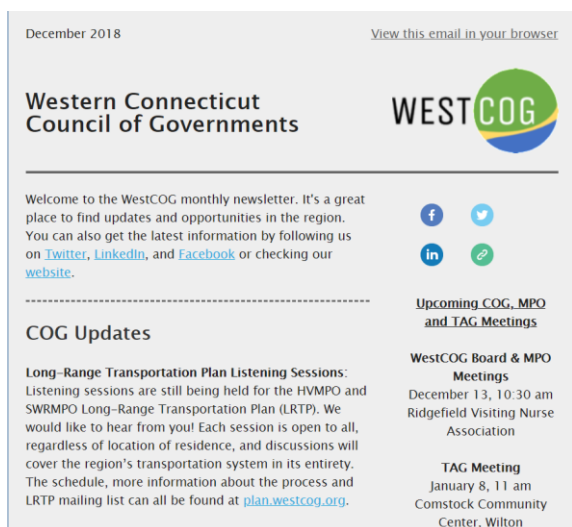 December 2018
View this email in your browser
Western Connecticut
Council of Governments
WESTCOG
Welcome to the WestCOG monthly newsletter. It's a great
place to find updates and opportunities in the region.
You can also get the latest information by following us
on Twitter, LinkedIn, and Facebook or checking our
website.
COG Updates
Long-Range Transportation Plan Listening Sessions:
Listening sessions are still being held for the HVMPO and
SWRMPO Long-Range Transportation Plan (LRTP). We
would like to hear from you! Each session is open to all,
regardless of location of residence, and discussions will
cover the region's transportation system in its entirety.
The schedule, more information about the process and
LRTP mailing list can all be found at plan.westcog.org.
f
in
Upcoming COG, MPO
and TAG Meetings
WestCOG Board & MPO
Meetings
December 13, 10:30 am
Ridgefield Visiting Nurse
Association
TAG Meeting
January 8, 11 am
Comstock Community
Center, Wilton